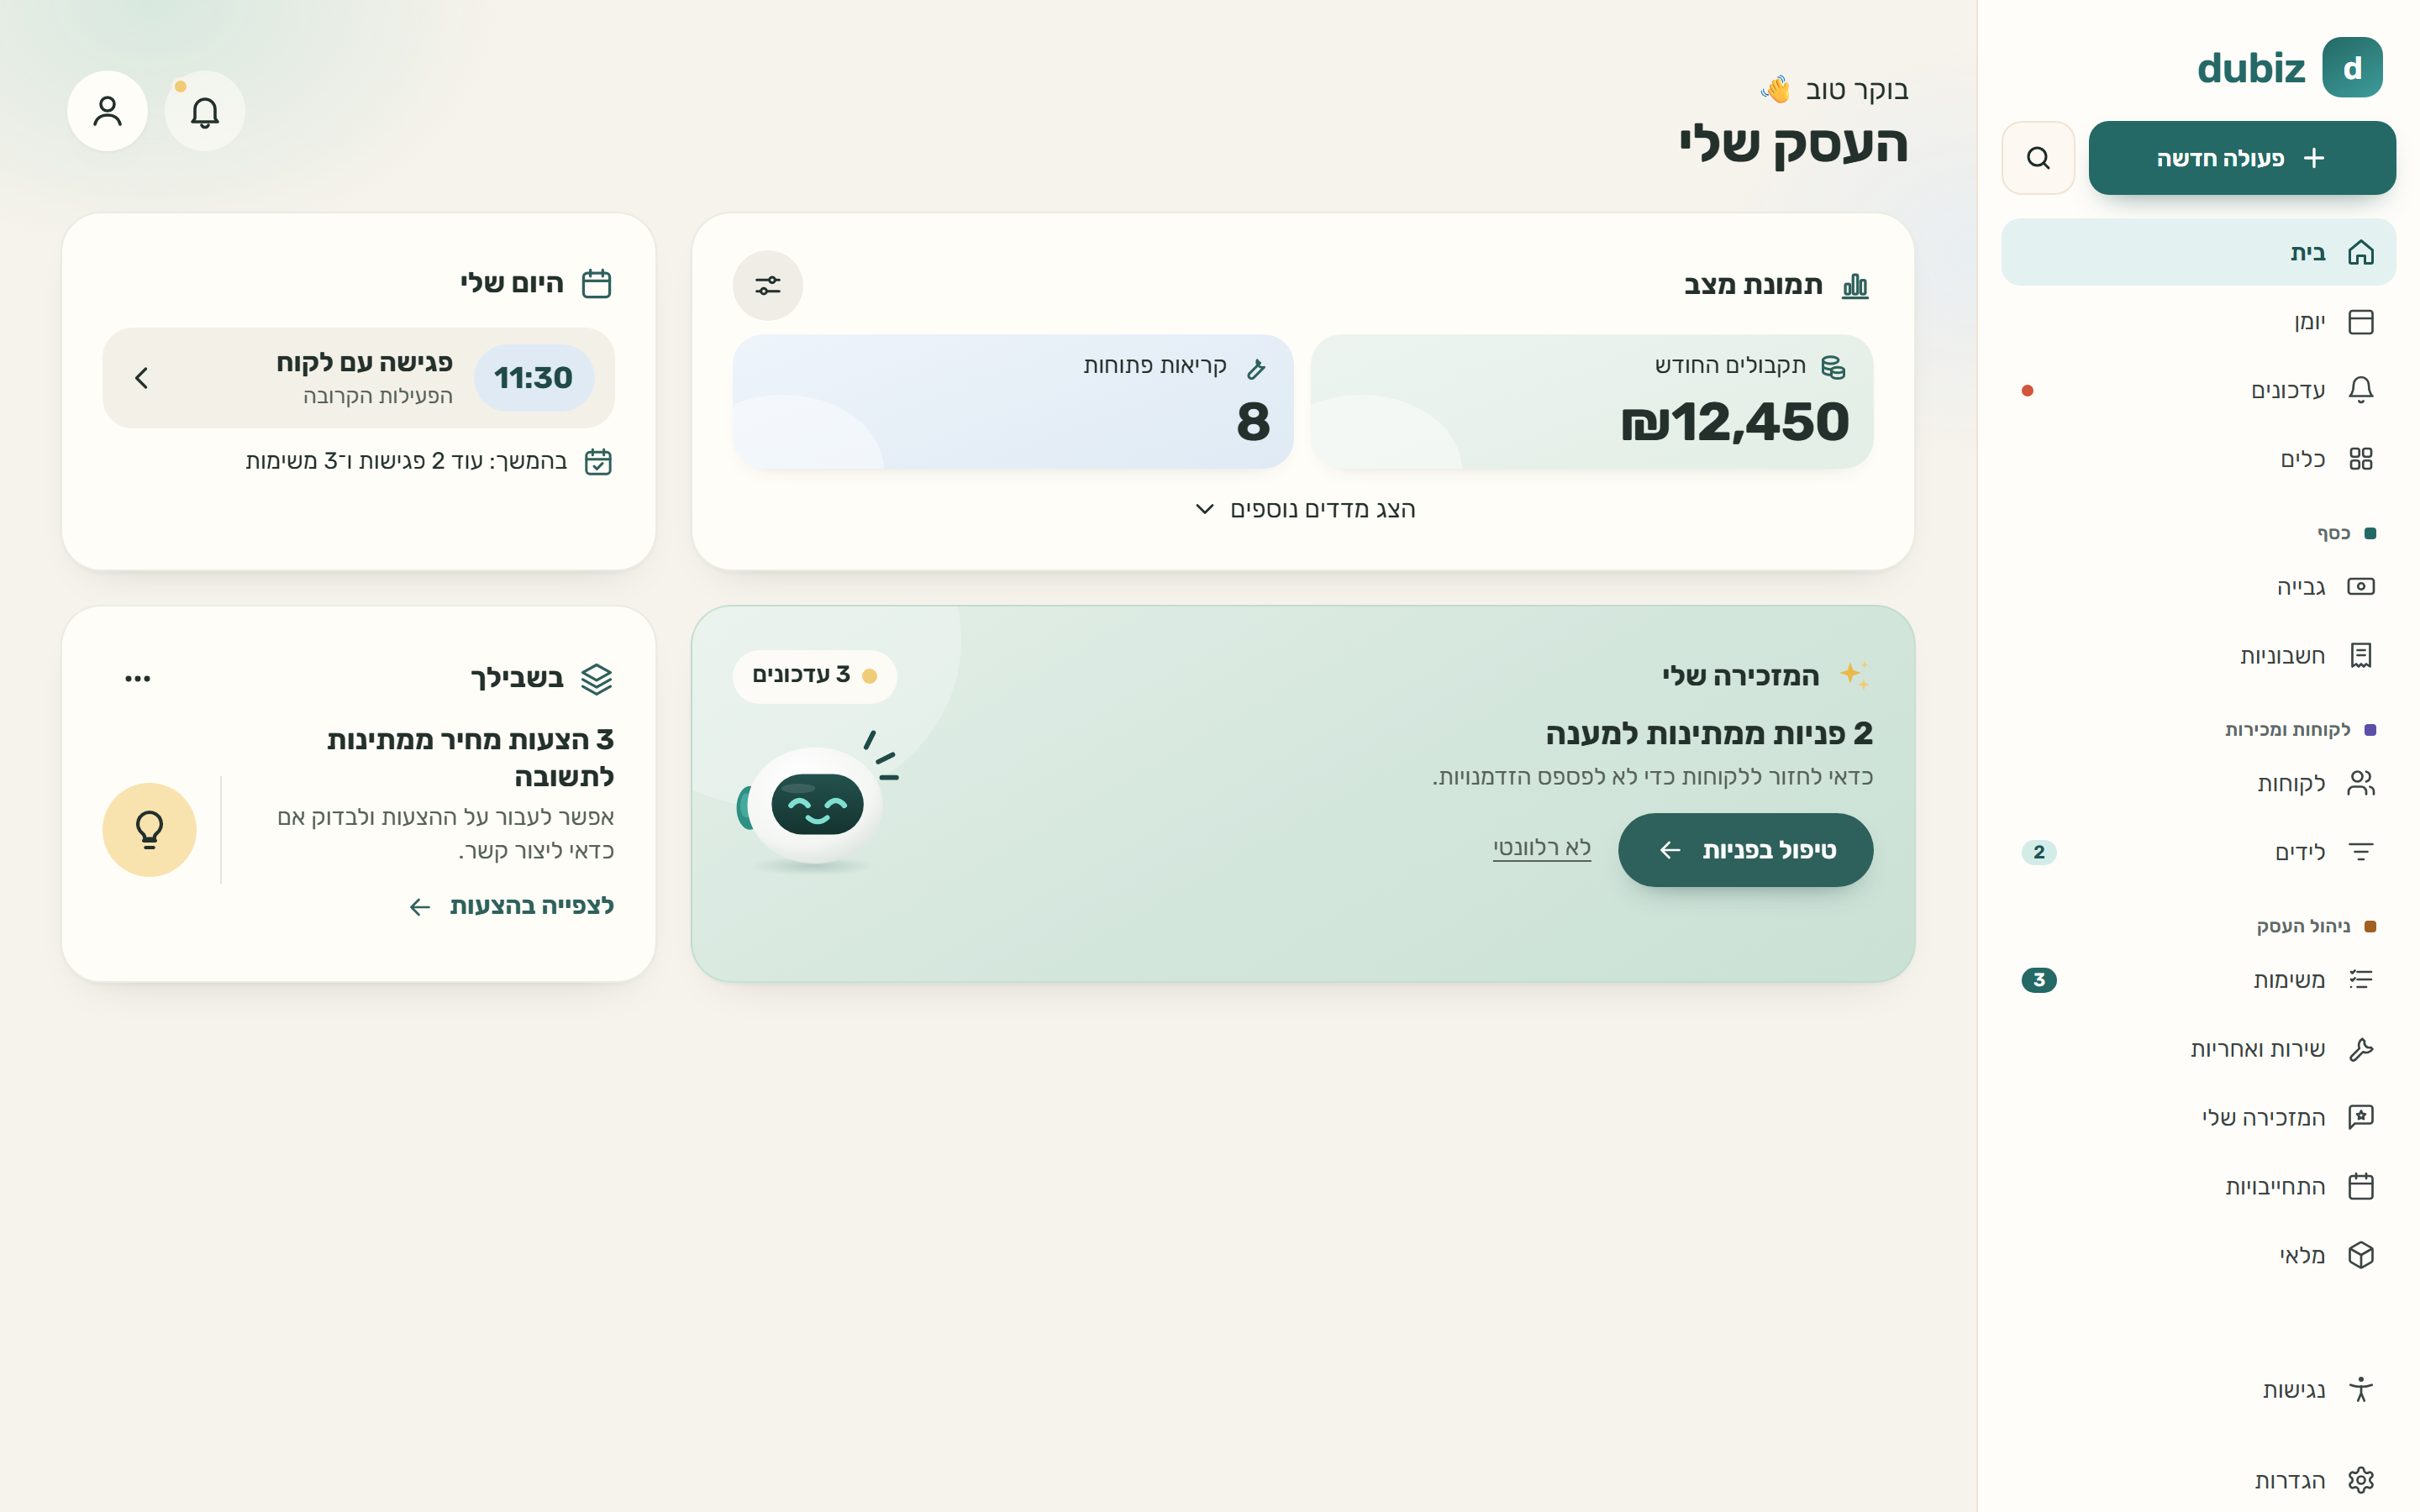 d dubiz
פעולה חדשה
בית
יומן
עדכונים
כלים
כסף
גבייה
חשבוניות
לקוחות ומכירות
לקוחות
לידים 2
ניהול העסק
משימות 3
שירות ואחריות
המזכירה שלי
התחייבויות
מלאי
נגישות
הגדרות
בוקר טוב 👋
העסק שלי
תמונת מצב
תקבולים החודש
₪12,450
קריאות פתוחות
8
הצג מדדים נוספים
היום שלי
11:30
פגישה עם לקוח
הפעילות הקרובה
בהמשך: עוד 2 פגישות ו־3 משימות
המזכירה שלי
3 עדכונים
2 פניות ממתינות למענה
כדאי לחזור ללקוחות כדי לא לפספס הזדמנויות.
טיפול בפניות ←
לא רלוונטי
בשבילך
3 הצעות מחיר ממתינות
לתשובה
אפשר לעבור על ההצעות ולבדוק אם
כדאי ליצור קשר.
לצפייה בהצעות ←